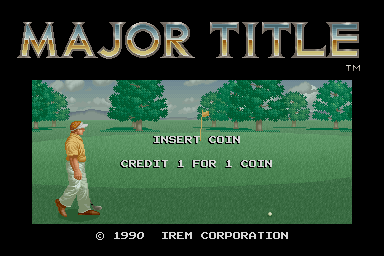 MAJOR TITLE
TM
INSERT COIN
CREDIT 1 FOR 1 COIN
© 1990 IREM CORPORATION